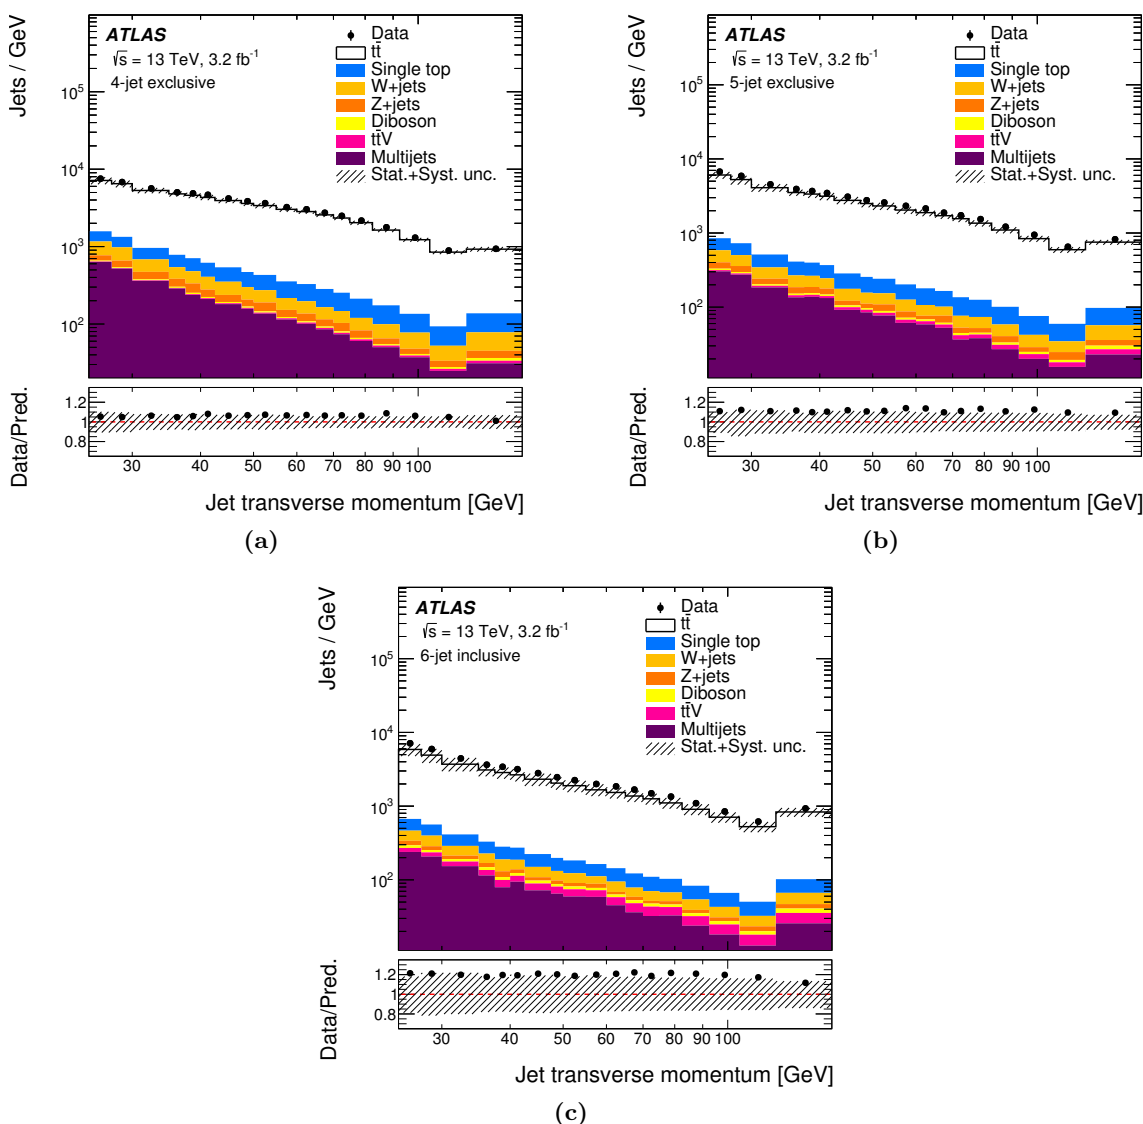 Jets / GeV
10⁵
10⁴
10³
10²
ATLAS
√s = 13 TeV, 3.2 fb⁻¹
4-jet exclusive
Data
tt̄
Single top
W+jets
Z+jets
Diboson
tt̄V
Multijets
Stat.+Syst. unc.
Data/Pred.
1.2
1
0.8
30 40 50 60 70 80 90 100
Jet transverse momentum [GeV]
(a)
Jets / GeV
10⁵
10⁴
10³
10²
ATLAS
√s = 13 TeV, 3.2 fb⁻¹
5-jet exclusive
Data
tt̄
Single top
W+jets
Z+jets
Diboson
tt̄V
Multijets
Stat.+Syst. unc.
Data/Pred.
1.2
1
0.8
30 40 50 60 70 80 90 100
Jet transverse momentum [GeV]
(b)
Jets / GeV
10⁵
10⁴
10³
10²
ATLAS
√s = 13 TeV, 3.2 fb⁻¹
6-jet inclusive
Data
tt̄
Single top
W+jets
Z+jets
Diboson
tt̄V
Multijets
Stat.+Syst. unc.
Data/Pred.
1.2
1
0.8
30 40 50 60 70 80 90 100
Jet transverse momentum [GeV]
(c)